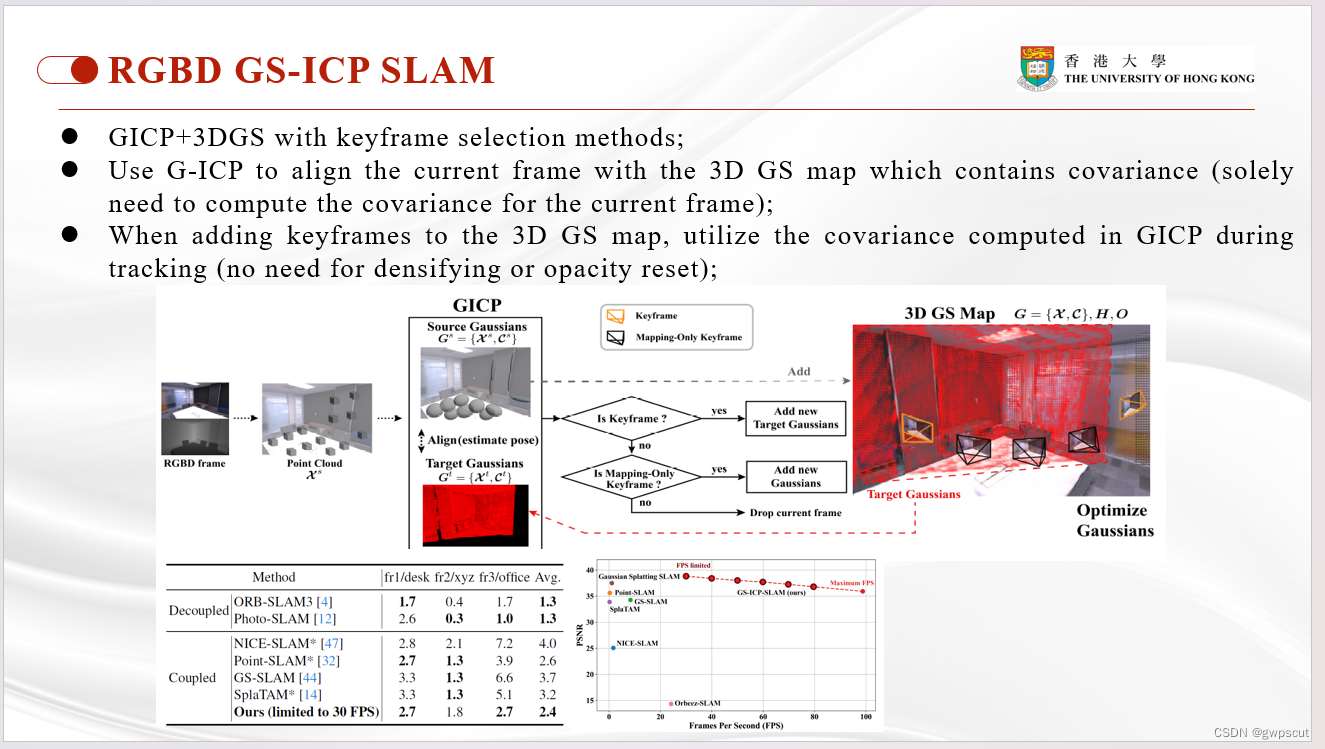 RGBD GS-ICP SLAM
香港大學
THE UNIVERSITY OF HONG KONG
● GICP+3DGS with keyframe selection methods;
● Use G-ICP to align the current frame with the 3D GS map which contains covariance (solely
need to compute the covariance for the current frame);
● When adding keyframes to the 3D GS map, utilize the covariance computed in GICP during
tracking (no need for densifying or opacity reset);
GICP
Source Gaussians
Gˢ = {𝒳ˢ, 𝒞ˢ}
Align(estimate pose)
Target Gaussians
Gᵗ = {𝒳ᵗ, 𝒞ᵗ}
RGBD frame
Point Cloud
𝒳ˢ
Keyframe
Mapping-Only Keyframe
Add
Is Keyframe ?
yes
Add new
Target Gaussians
no
Is Mapping-Only
Keyframe ?
yes
Add new
Gaussians
no
Drop current frame
3D GS Map G = {𝒳, 𝒞}, H, O
Target Gaussians
Optimize
Gaussians
Method fr1/desk fr2/xyz fr3/office Avg.
Decoupled
ORB-SLAM3 [4] 1.7 0.4 1.7 1.3
Photo-SLAM [12] 2.6 0.3 1.0 1.3
Coupled
NICE-SLAM* [47] 2.8 2.1 7.2 4.0
Point-SLAM* [32] 2.7 1.3 3.9 2.6
GS-SLAM [44] 3.3 1.3 6.6 3.7
SplaTAM* [14] 3.3 1.3 5.1 3.2
Ours (limited to 30 FPS) 2.7 1.8 2.7 2.4
PSNR
40
35
30
25
20
15
FPS limited
Gaussian Splatting SLAM
Maximum FPS
Point-SLAM
GS-ICP-SLAM (ours)
GS-SLAM
SplaTAM
NICE-SLAM
Orbeez-SLAM
0 20 40 60 80 100
Frames Per Second (FPS)
CSDN @gwpscut